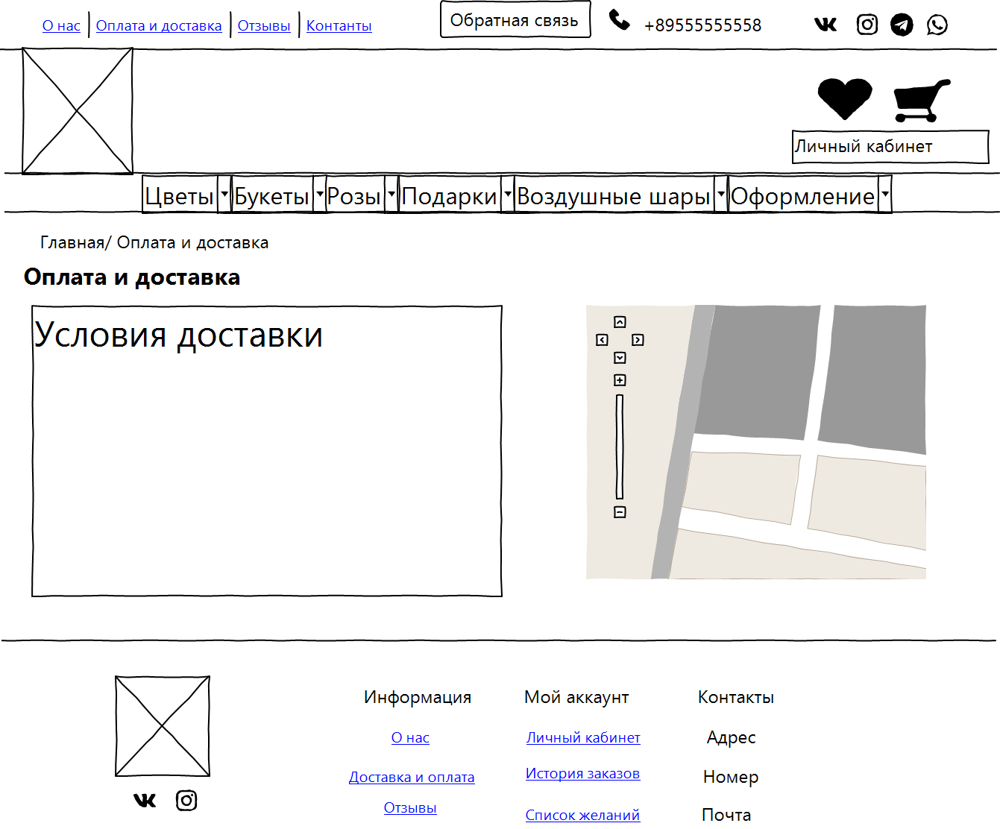 О нас Оплата и доставка Отзывы Контанты Обратная связь +89555555558
Личный кабинет
Цветы Букеты Розы Подарки Воздушные шары Оформление
Главная/ Оплата и доставка
Оплата и доставка
Условия доставки
Информация Мой аккаунт Контакты
О нас Личный кабинет Адрес
Доставка и оплата История заказов Номер
Отзывы Список желаний Почта